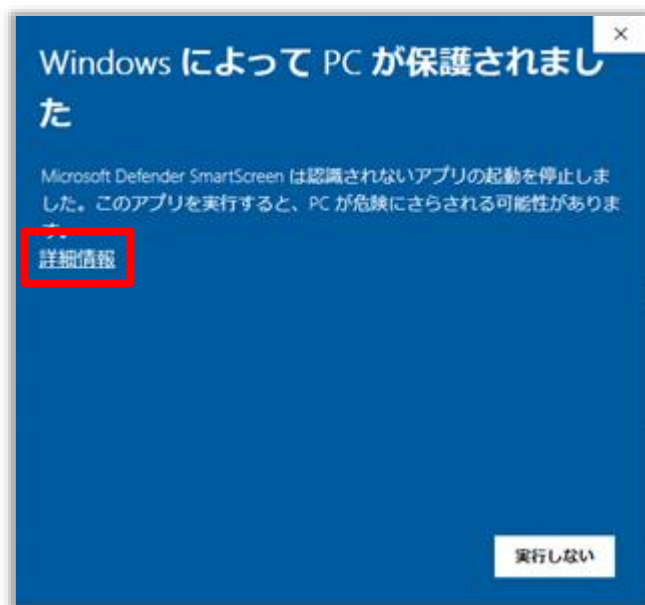 Windows によって PC が保護されまし
た
Microsoft Defender SmartScreen は認識されないアプリの起動を停止しま
した。このアプリを実行すると、PC が危険にさらされる可能性がありま
す。
詳細情報
実行しない